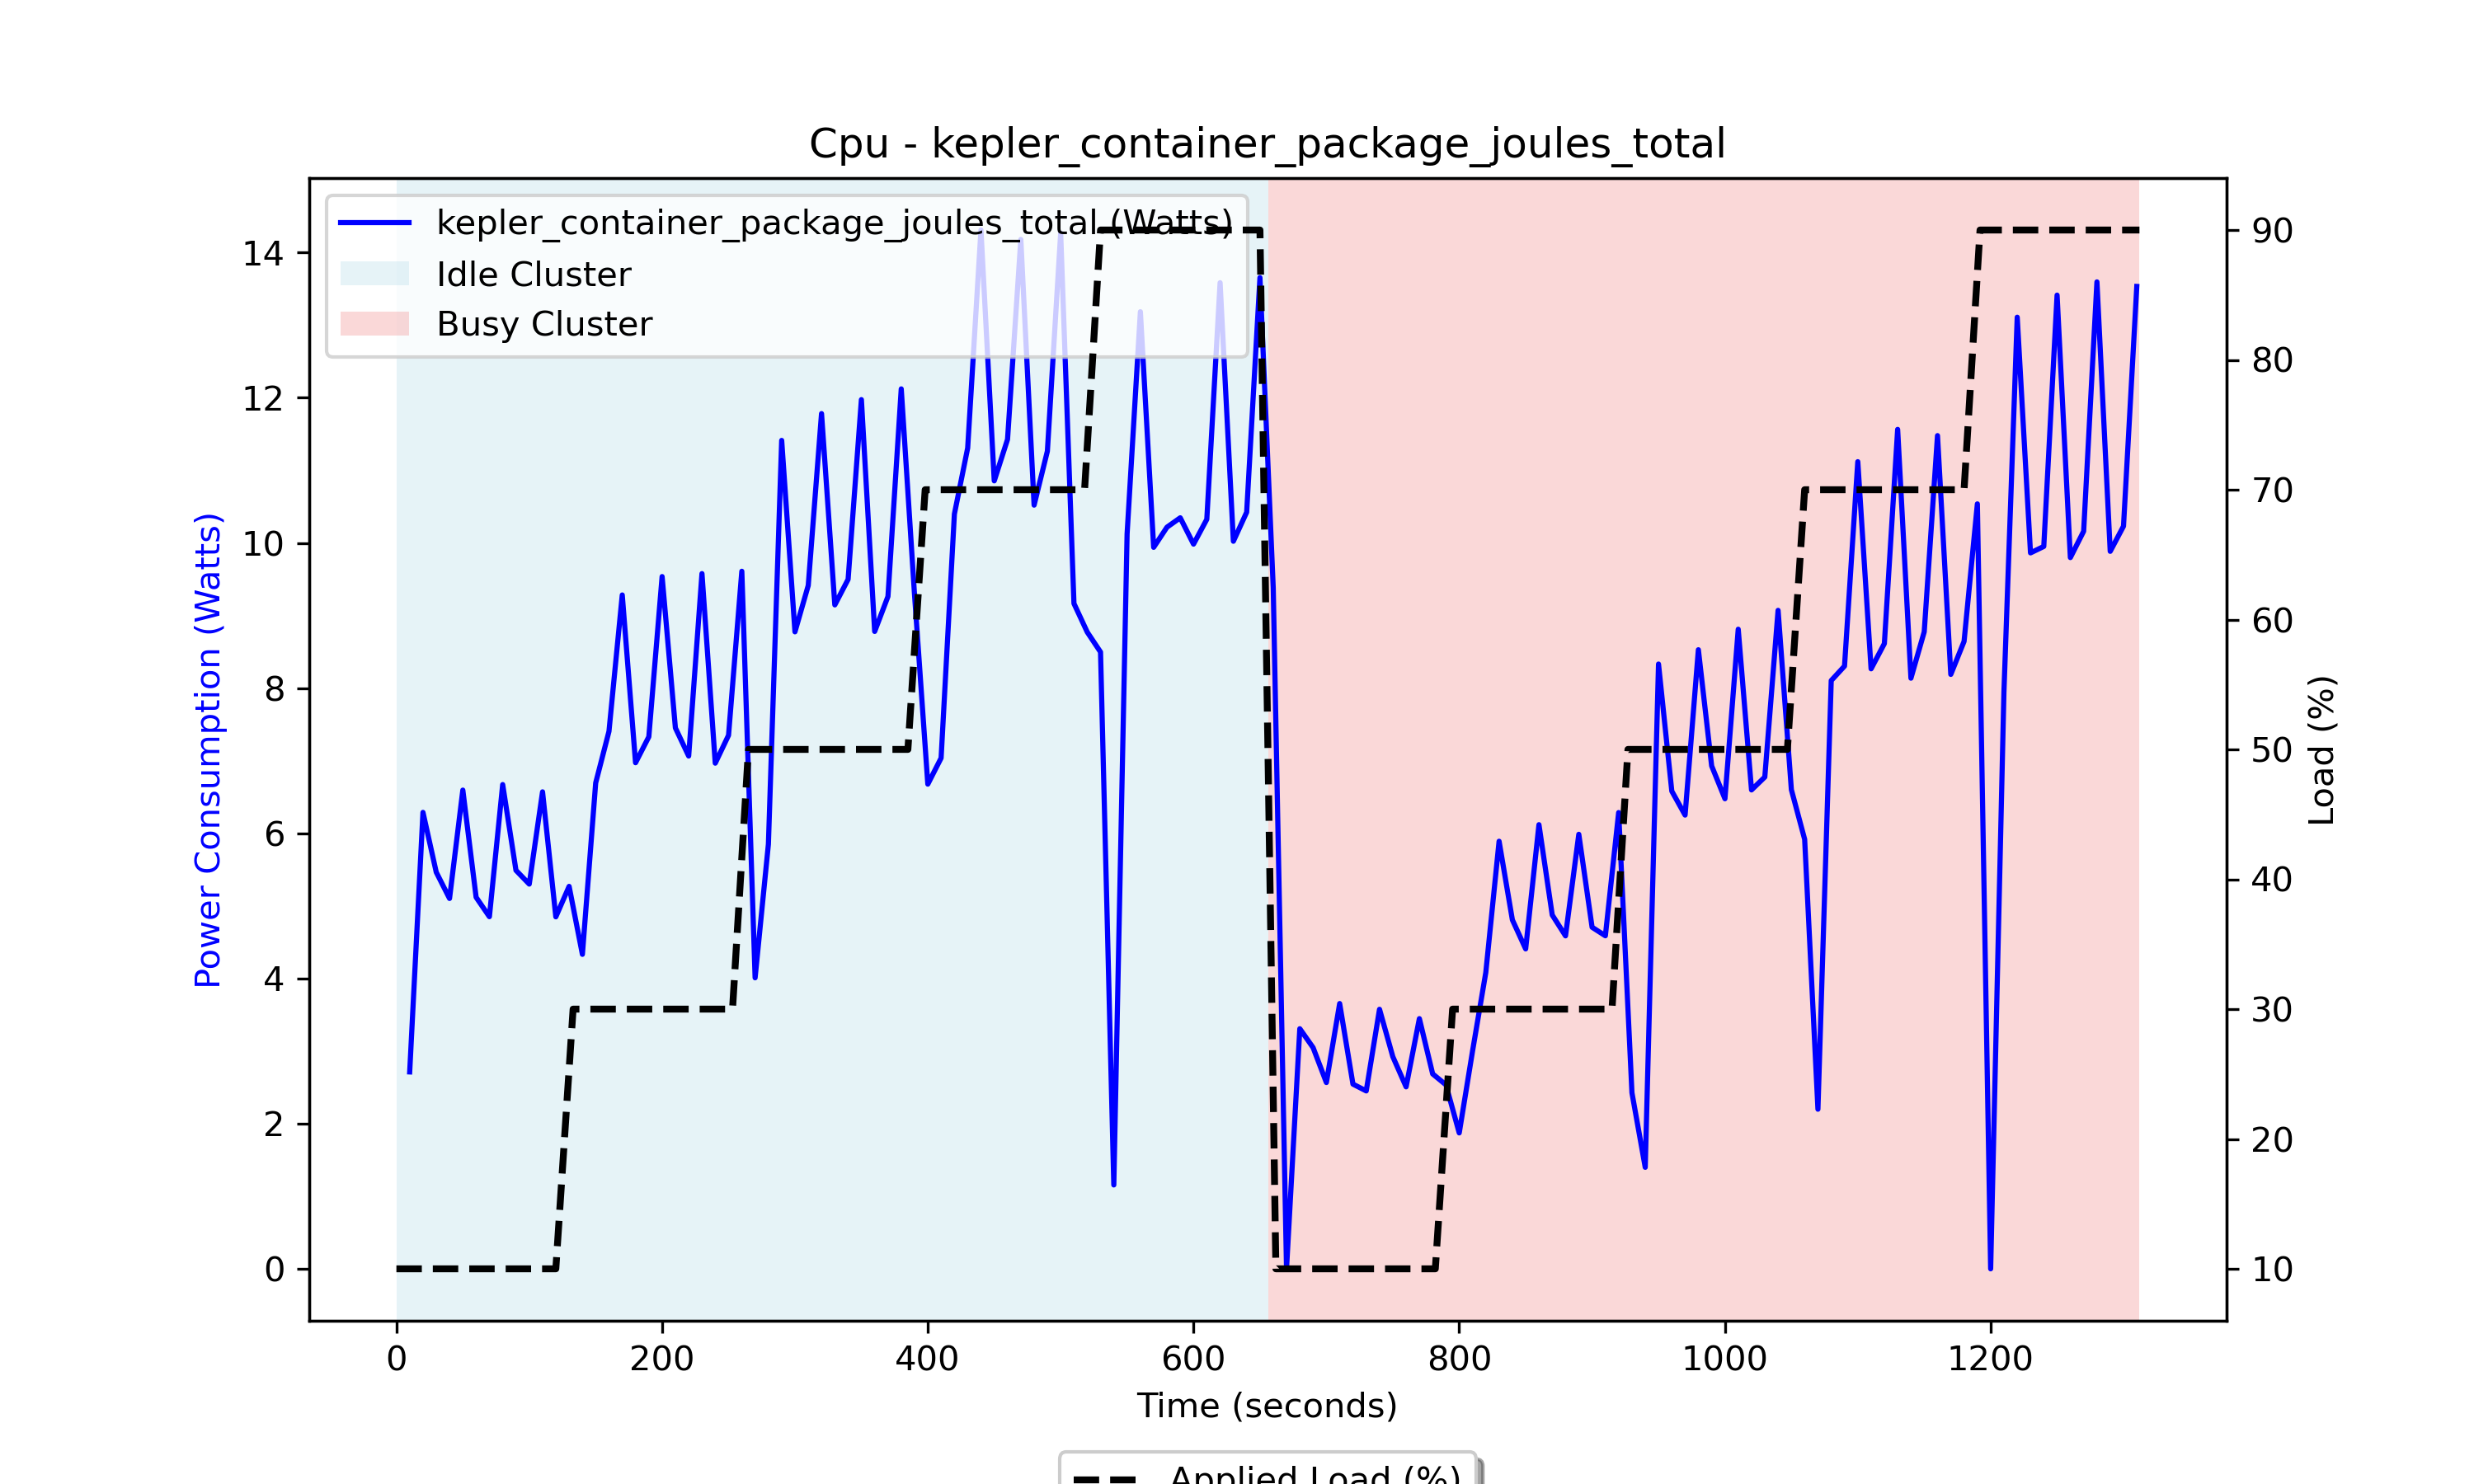 Cpu - kepler_container_package_joules_total
kepler_container_package_joules_total (Watts)
Idle Cluster
Busy Cluster
14
12
10
8
6
4
2
0
Power Consumption (Watts)
90
80
70
60
50
40
30
20
10
Load (%)
0 200 400 600 800 1000 1200
Time (seconds)
Applied Load (%)